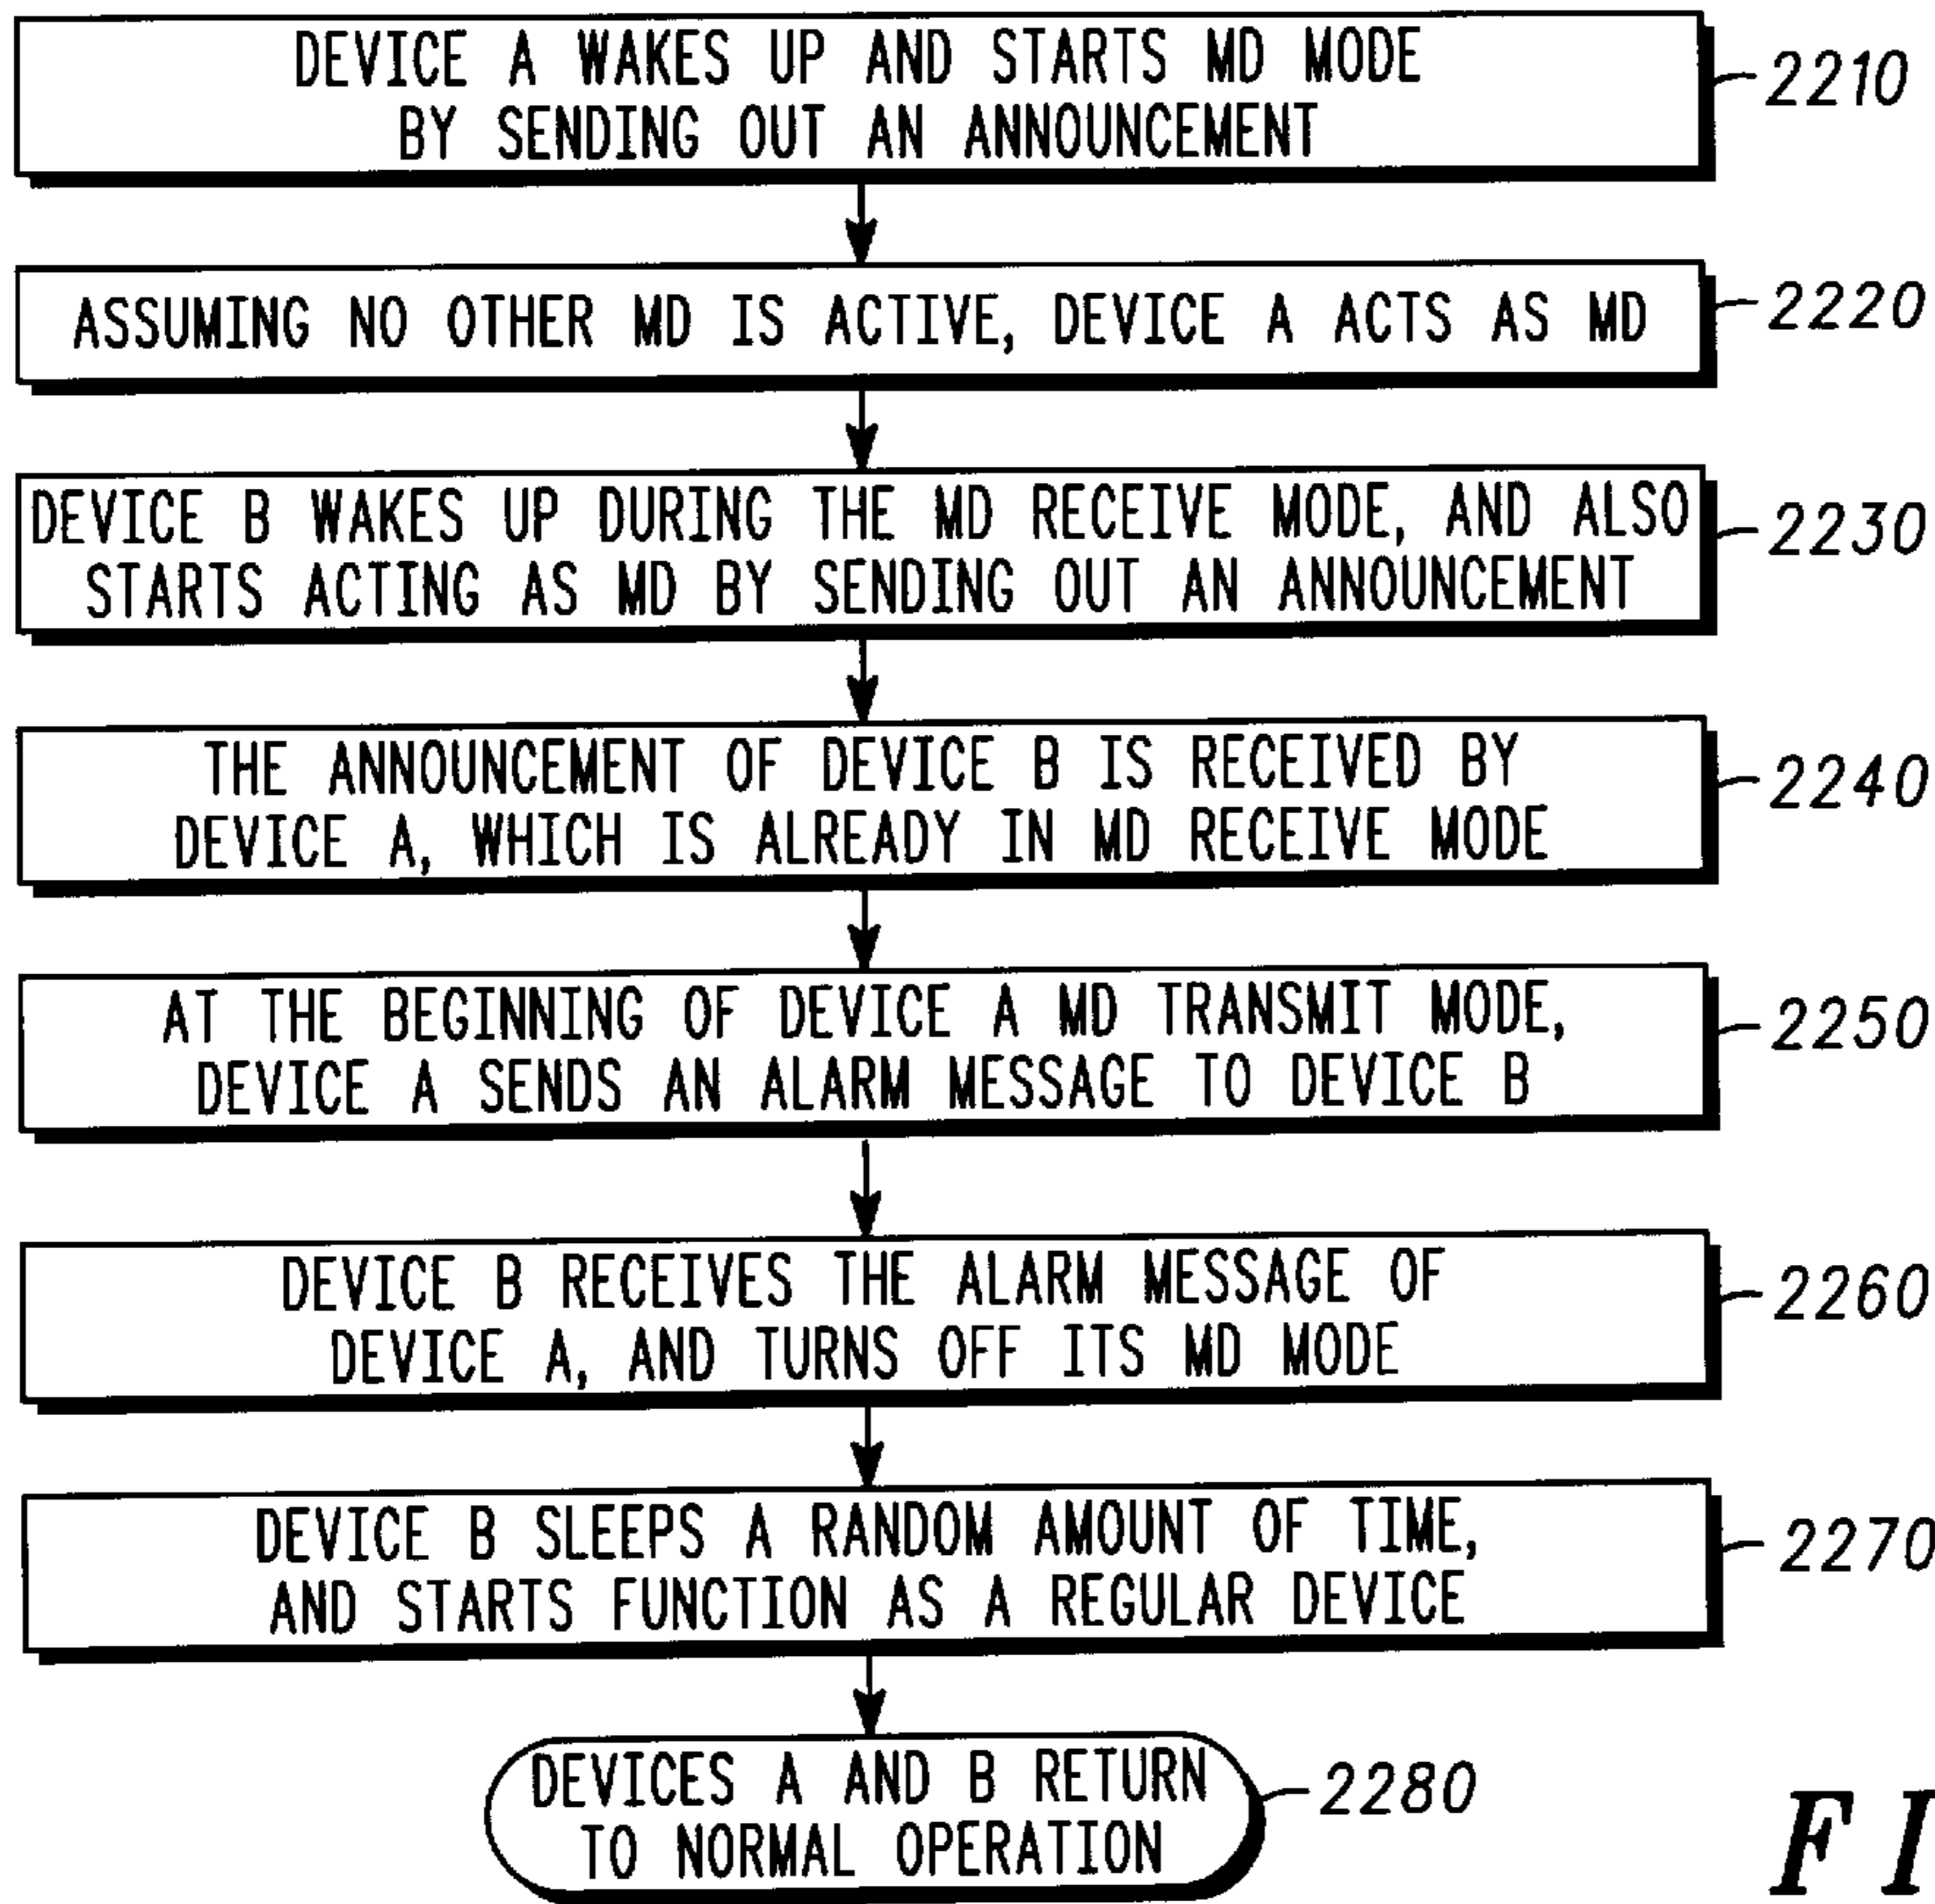 DEVICE A WAKES UP AND STARTS MD MODE
BY SENDING OUT AN ANNOUNCEMENT
2210
ASSUMING NO OTHER MD IS ACTIVE, DEVICE A ACTS AS MD
2220
DEVICE B WAKES UP DURING THE MD RECEIVE MODE, AND ALSO
STARTS ACTING AS MD BY SENDING OUT AN ANNOUNCEMENT
2230
THE ANNOUNCEMENT OF DEVICE B IS RECEIVED BY
DEVICE A, WHICH IS ALREADY IN MD RECEIVE MODE
2240
AT THE BEGINNING OF DEVICE A MD TRANSMIT MODE,
DEVICE A SENDS AN ALARM MESSAGE TO DEVICE B
2250
DEVICE B RECEIVES THE ALARM MESSAGE OF
DEVICE A, AND TURNS OFF ITS MD MODE
2260
DEVICE B SLEEPS A RANDOM AMOUNT OF TIME,
AND STARTS FUNCTION AS A REGULAR DEVICE
2270
DEVICES A AND B RETURN
TO NORMAL OPERATION
2280
FI